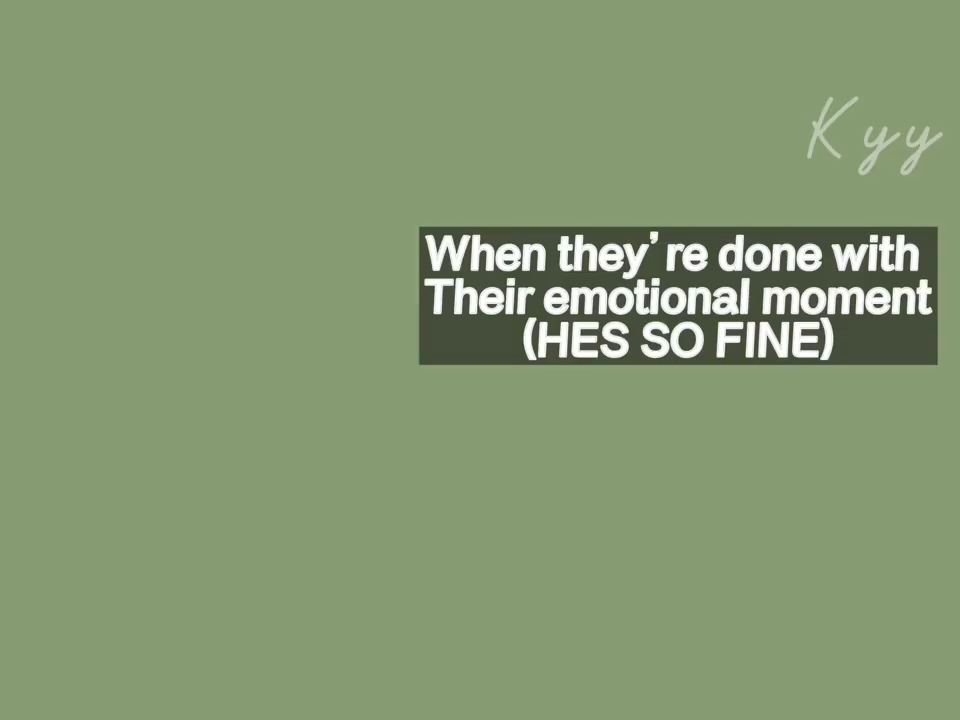 Kyy
When they're done with
Their emotional moment
(HES SO FINE)